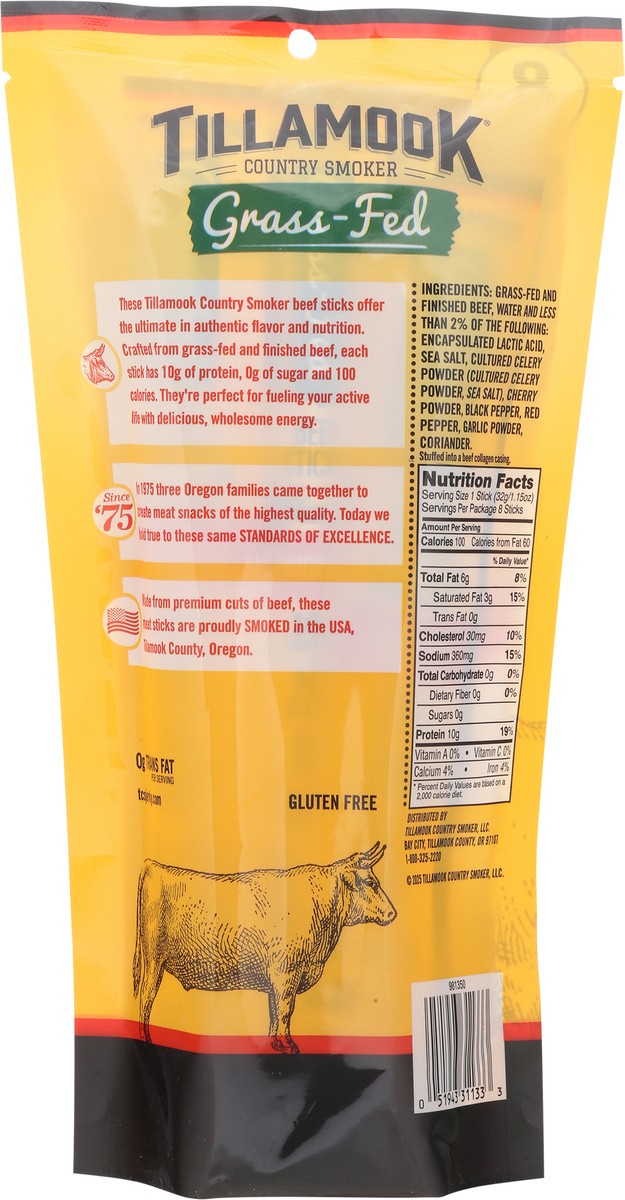 8
TILLAMOOK®
COUNTRY SMOKER
Grass-Fed
These Tillamook Country Smoker beef sticks offer
the ultimate in authentic flavor and nutrition.
Crafted from grass-fed and finished beef, each
stick has 10g of protein, 0g of sugar and 100
calories. They're perfect for fueling your active
life with delicious, wholesome energy.
Since
'75
In 1975 three Oregon families came together to
create meat snacks of the highest quality. Today we
hold true to these same STANDARDS OF EXCELLENCE.
Made from premium cuts of beef, these
meat sticks are proudly SMOKED in the USA,
Tillamook County, Oregon.
0g TRANS FAT
PER SERVING
GLUTEN FREE
INGREDIENTS: GRASS-FED AND
FINISHED BEEF, WATER AND LESS
THAN 2% OF THE FOLLOWING:
ENCAPSULATED LACTIC ACID,
SEA SALT, CULTURED CELERY
POWDER (CULTURED CELERY
POWDER, SEA SALT), CHERRY
POWDER, BLACK PEPPER, RED
PEPPER, GARLIC POWDER,
CORIANDER.
Stuffed into a beef collagen casing.
Nutrition Facts
Serving Size 1 Stick (32g/1.15oz)
Servings Per Package 8 Sticks
Amount Per Serving
Calories 100 Calories from Fat 60
% Daily Value*
Total Fat 6g 8%
Saturated Fat 3g 15%
Trans Fat 0g
Cholesterol 30mg 10%
Sodium 360mg 15%
Total Carbohydrate 0g 0%
Dietary Fiber 0g 0%
Sugars 0g
Protein 10g 19%
Vitamin A 0% • Vitamin C 0%
Calcium 4% • Iron 4%
* Percent Daily Values are based on a
2,000 calorie diet.
DISTRIBUTED BY
TILLAMOOK COUNTRY SMOKER, LLC.
BAY CITY, TILLAMOOK COUNTY, OR 97107
1-800-325-2220
© 2025 TILLAMOOK COUNTRY SMOKER, LLC.
981350
0 51943 31133 3